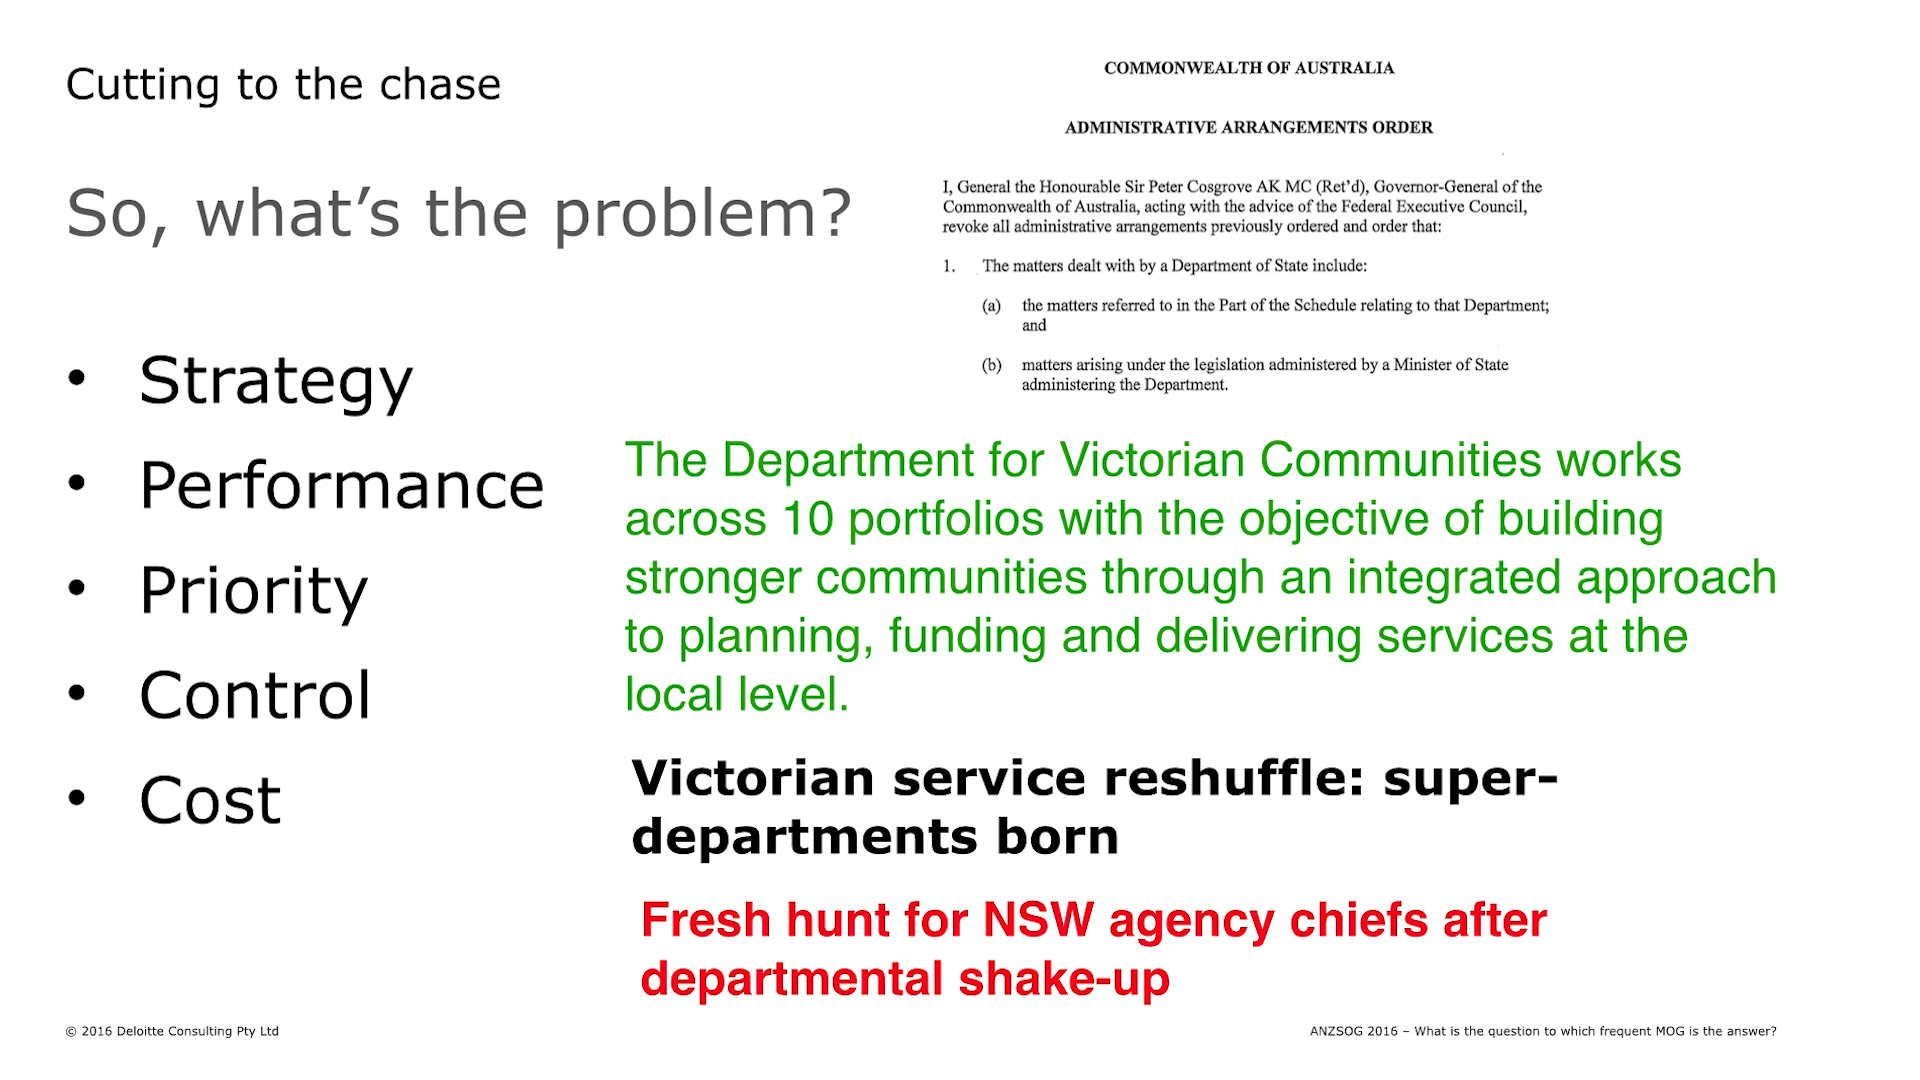 Cutting to the chase
So, what’s the problem?
• Strategy
• Performance
• Priority
• Control
• Cost
COMMONWEALTH OF AUSTRALIA
ADMINISTRATIVE ARRANGEMENTS ORDER
I, General the Honourable Sir Peter Cosgrove AK MC (Ret’d), Governor-General of the
Commonwealth of Australia, acting with the advice of the Federal Executive Council,
revoke all administrative arrangements previously ordered and order that:
1. The matters dealt with by a Department of State include:
(a) the matters referred to in the Part of the Schedule relating to that Department;
and
(b) matters arising under the legislation administered by a Minister of State
administering the Department.
The Department for Victorian Communities works
across 10 portfolios with the objective of building
stronger communities through an integrated approach
to planning, funding and delivering services at the
local level.
Victorian service reshuffle: super-
departments born
Fresh hunt for NSW agency chiefs after
departmental shake-up
© 2016 Deloitte Consulting Pty Ltd
ANZSOG 2016 – What is the question to which frequent MOG is the answer?